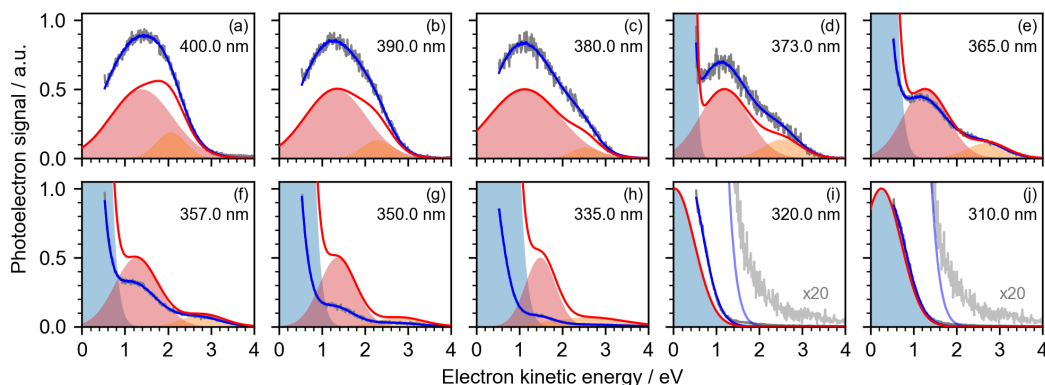 Photoelectron signal / a.u.
1.0
0.5
0.0
(a)
400.0 nm
(b)
390.0 nm
(c)
380.0 nm
(d)
373.0 nm
(e)
365.0 nm
1.0
0.5
0.0
(f)
357.0 nm
(g)
350.0 nm
(h)
335.0 nm
(i)
320.0 nm
x20
(j)
310.0 nm
x20
0 1 2 3 4
0 1 2 3 4
0 1 2 3 4
0 1 2 3 4
0 1 2 3 4
Electron kinetic energy / eV